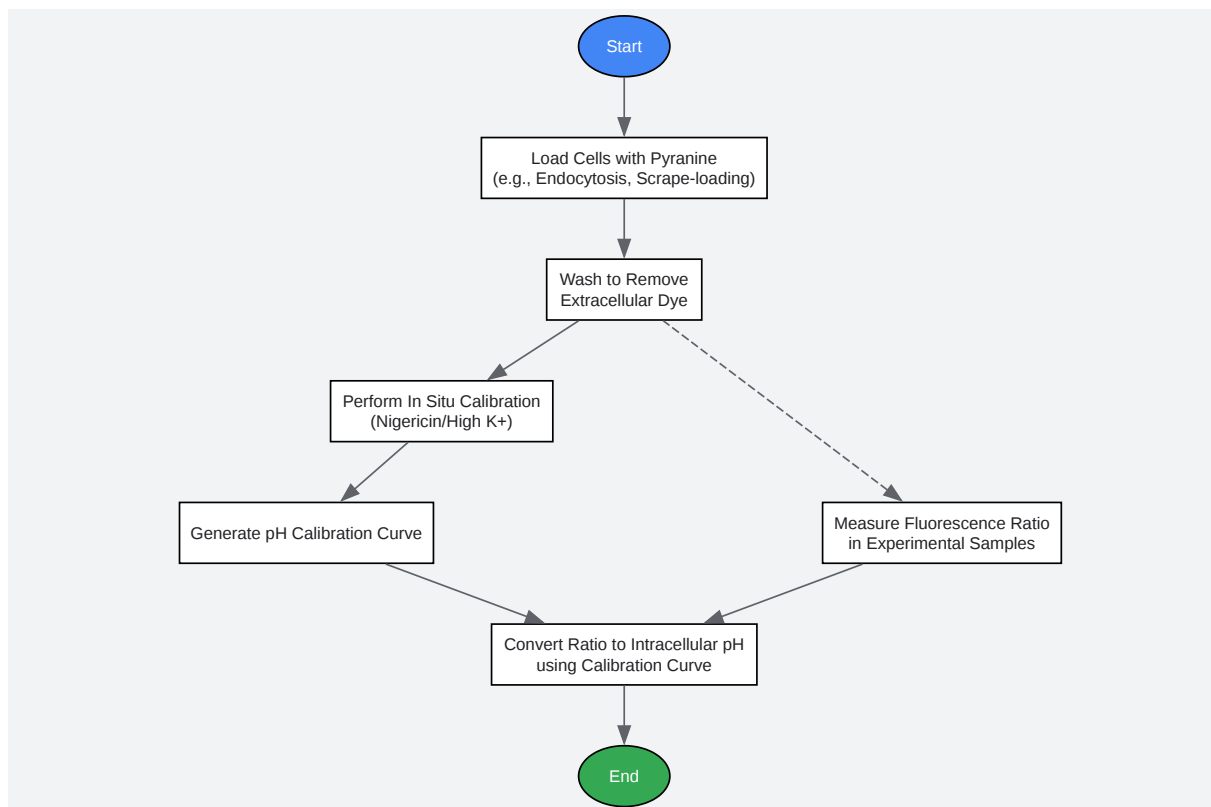 Start
Load Cells with Pyranine
(e.g., Endocytosis, Scrape-loading)
Wash to Remove
Extracellular Dye
Perform In Situ Calibration
(Nigericin/High K+)
Generate pH Calibration Curve
Measure Fluorescence Ratio
in Experimental Samples
Convert Ratio to Intracellular pH
using Calibration Curve
End